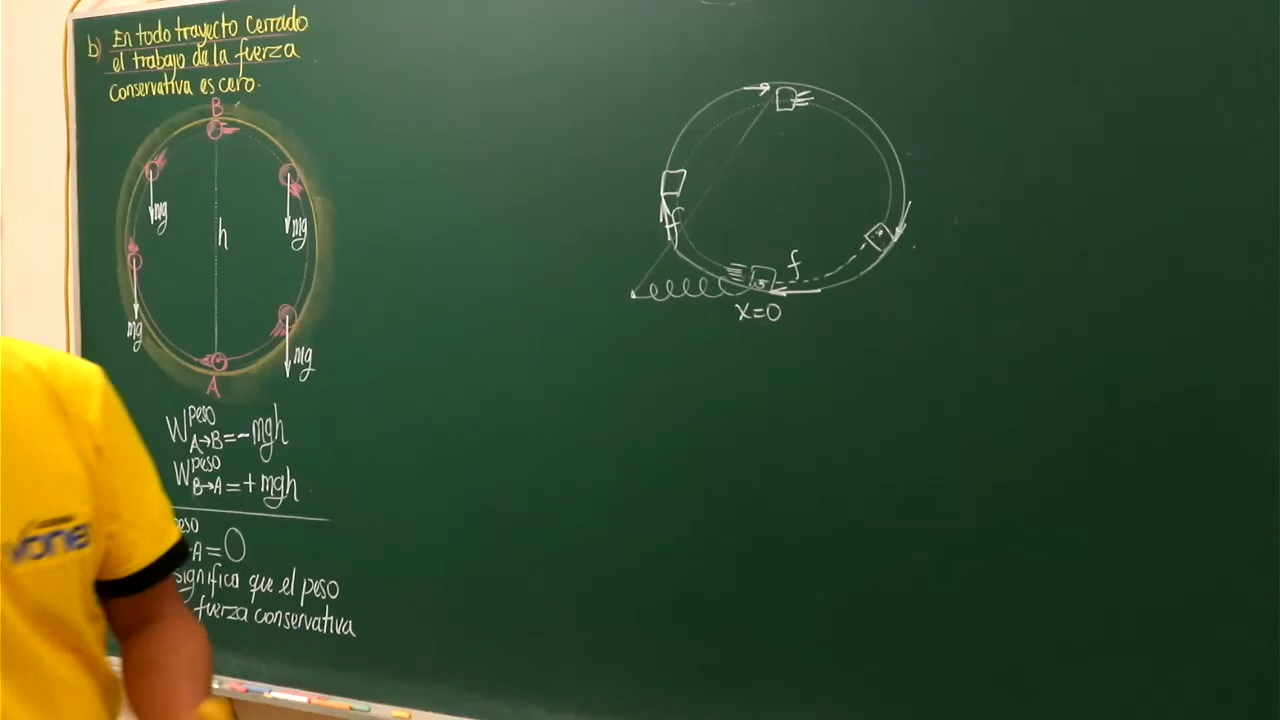 b) En todo trayecto cerrado
el trabajo de la fuerza
conservativa es cero.
B
mg
mg
h
mg
mg
A
W peso A→B = -mgh
W peso B→A = + mgh
peso
A = 0
significa que el peso
fuerza conservativa
f
f
x=0